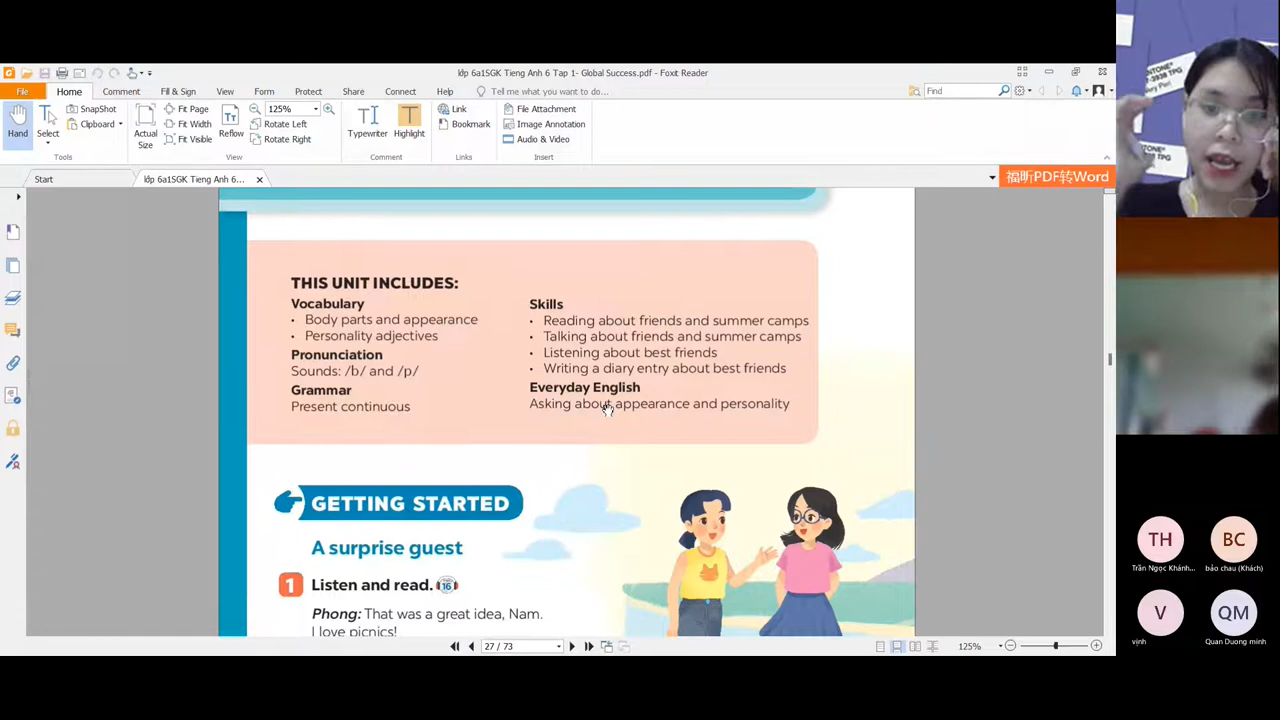 lớp 6a1SGK Tieng Anh 6 Tap 1- Global Success.pdf - Foxit Reader
File Home Comment View Form Protect Share Connect Help Fill & Sign Tell me what you want to do... Find
Hand
Select
SnapShot
Clipboard
Actual Size
Fit Page
Fit Width
Fit Visible
Reflow
125%
Rotate Left
Rotate Right
Typewriter
Highlight
Link
Bookmark
File Attachment
Image Annotation
Audio & Video
Tools View Comment Links Insert
Start
lớp 6a1SGK Tieng Anh 6...
福昕PDF转Word
THIS UNIT INCLUDES:
Vocabulary
• Body parts and appearance
• Personality adjectives
Pronunciation
Sounds: /b/ and /p/
Grammar
Present continuous
Skills
• Reading about friends and summer camps
• Talking about friends and summer camps
• Listening about best friends
• Writing a diary entry about best friends
Everyday English
Asking about appearance and personality
GETTING STARTED
A surprise guest
1 Listen and read. 16
Phong: That was a great idea, Nam.
I love picnics!
27 / 73
125%
TH
Trần Ngọc Khánh...
BC
bảo chau (Khách)
V
vịnh
QM
Quan Duong minh